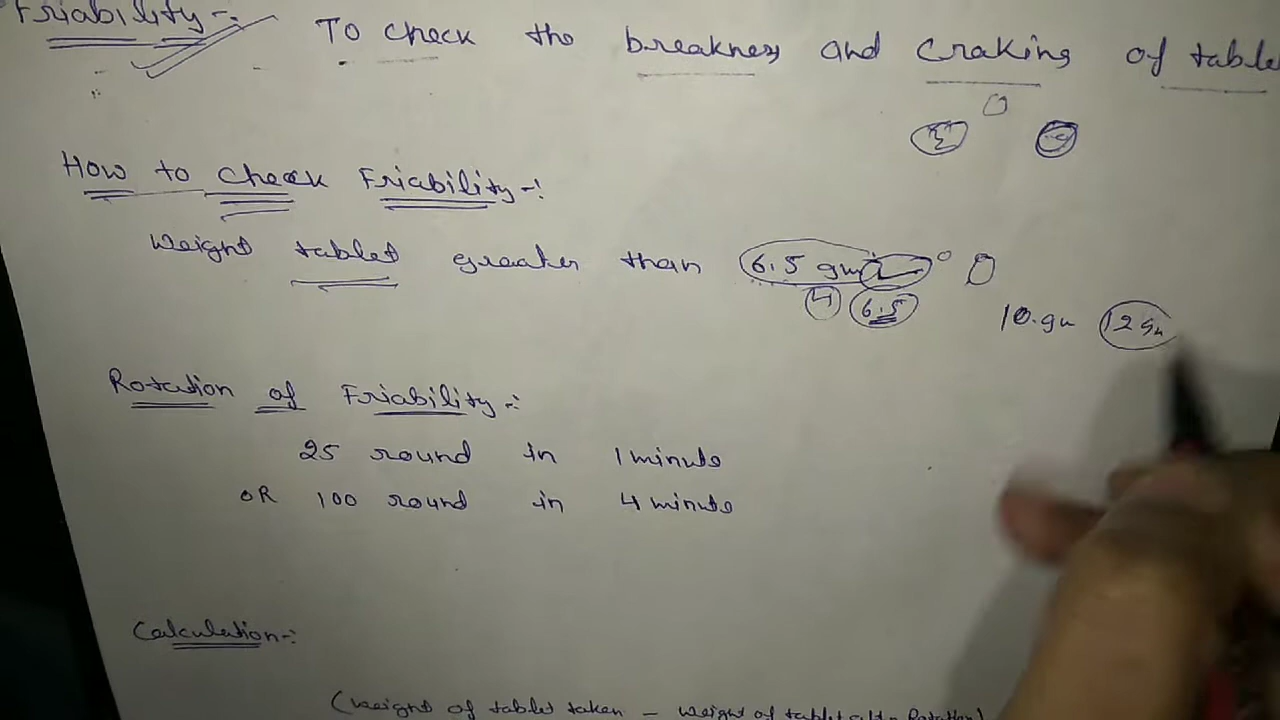 Friability-:
To check the breakness and craking of table
How to check Friability-:
Weight tablet greater than 6.5 gm
4 6.5
10.gm 12 gm
Rotation of Friability-:
25 round in 1 minute
OR 100 round in 4 minute
Calculation-:
(Weight of tablet taken - weight of tablet after Rotation)